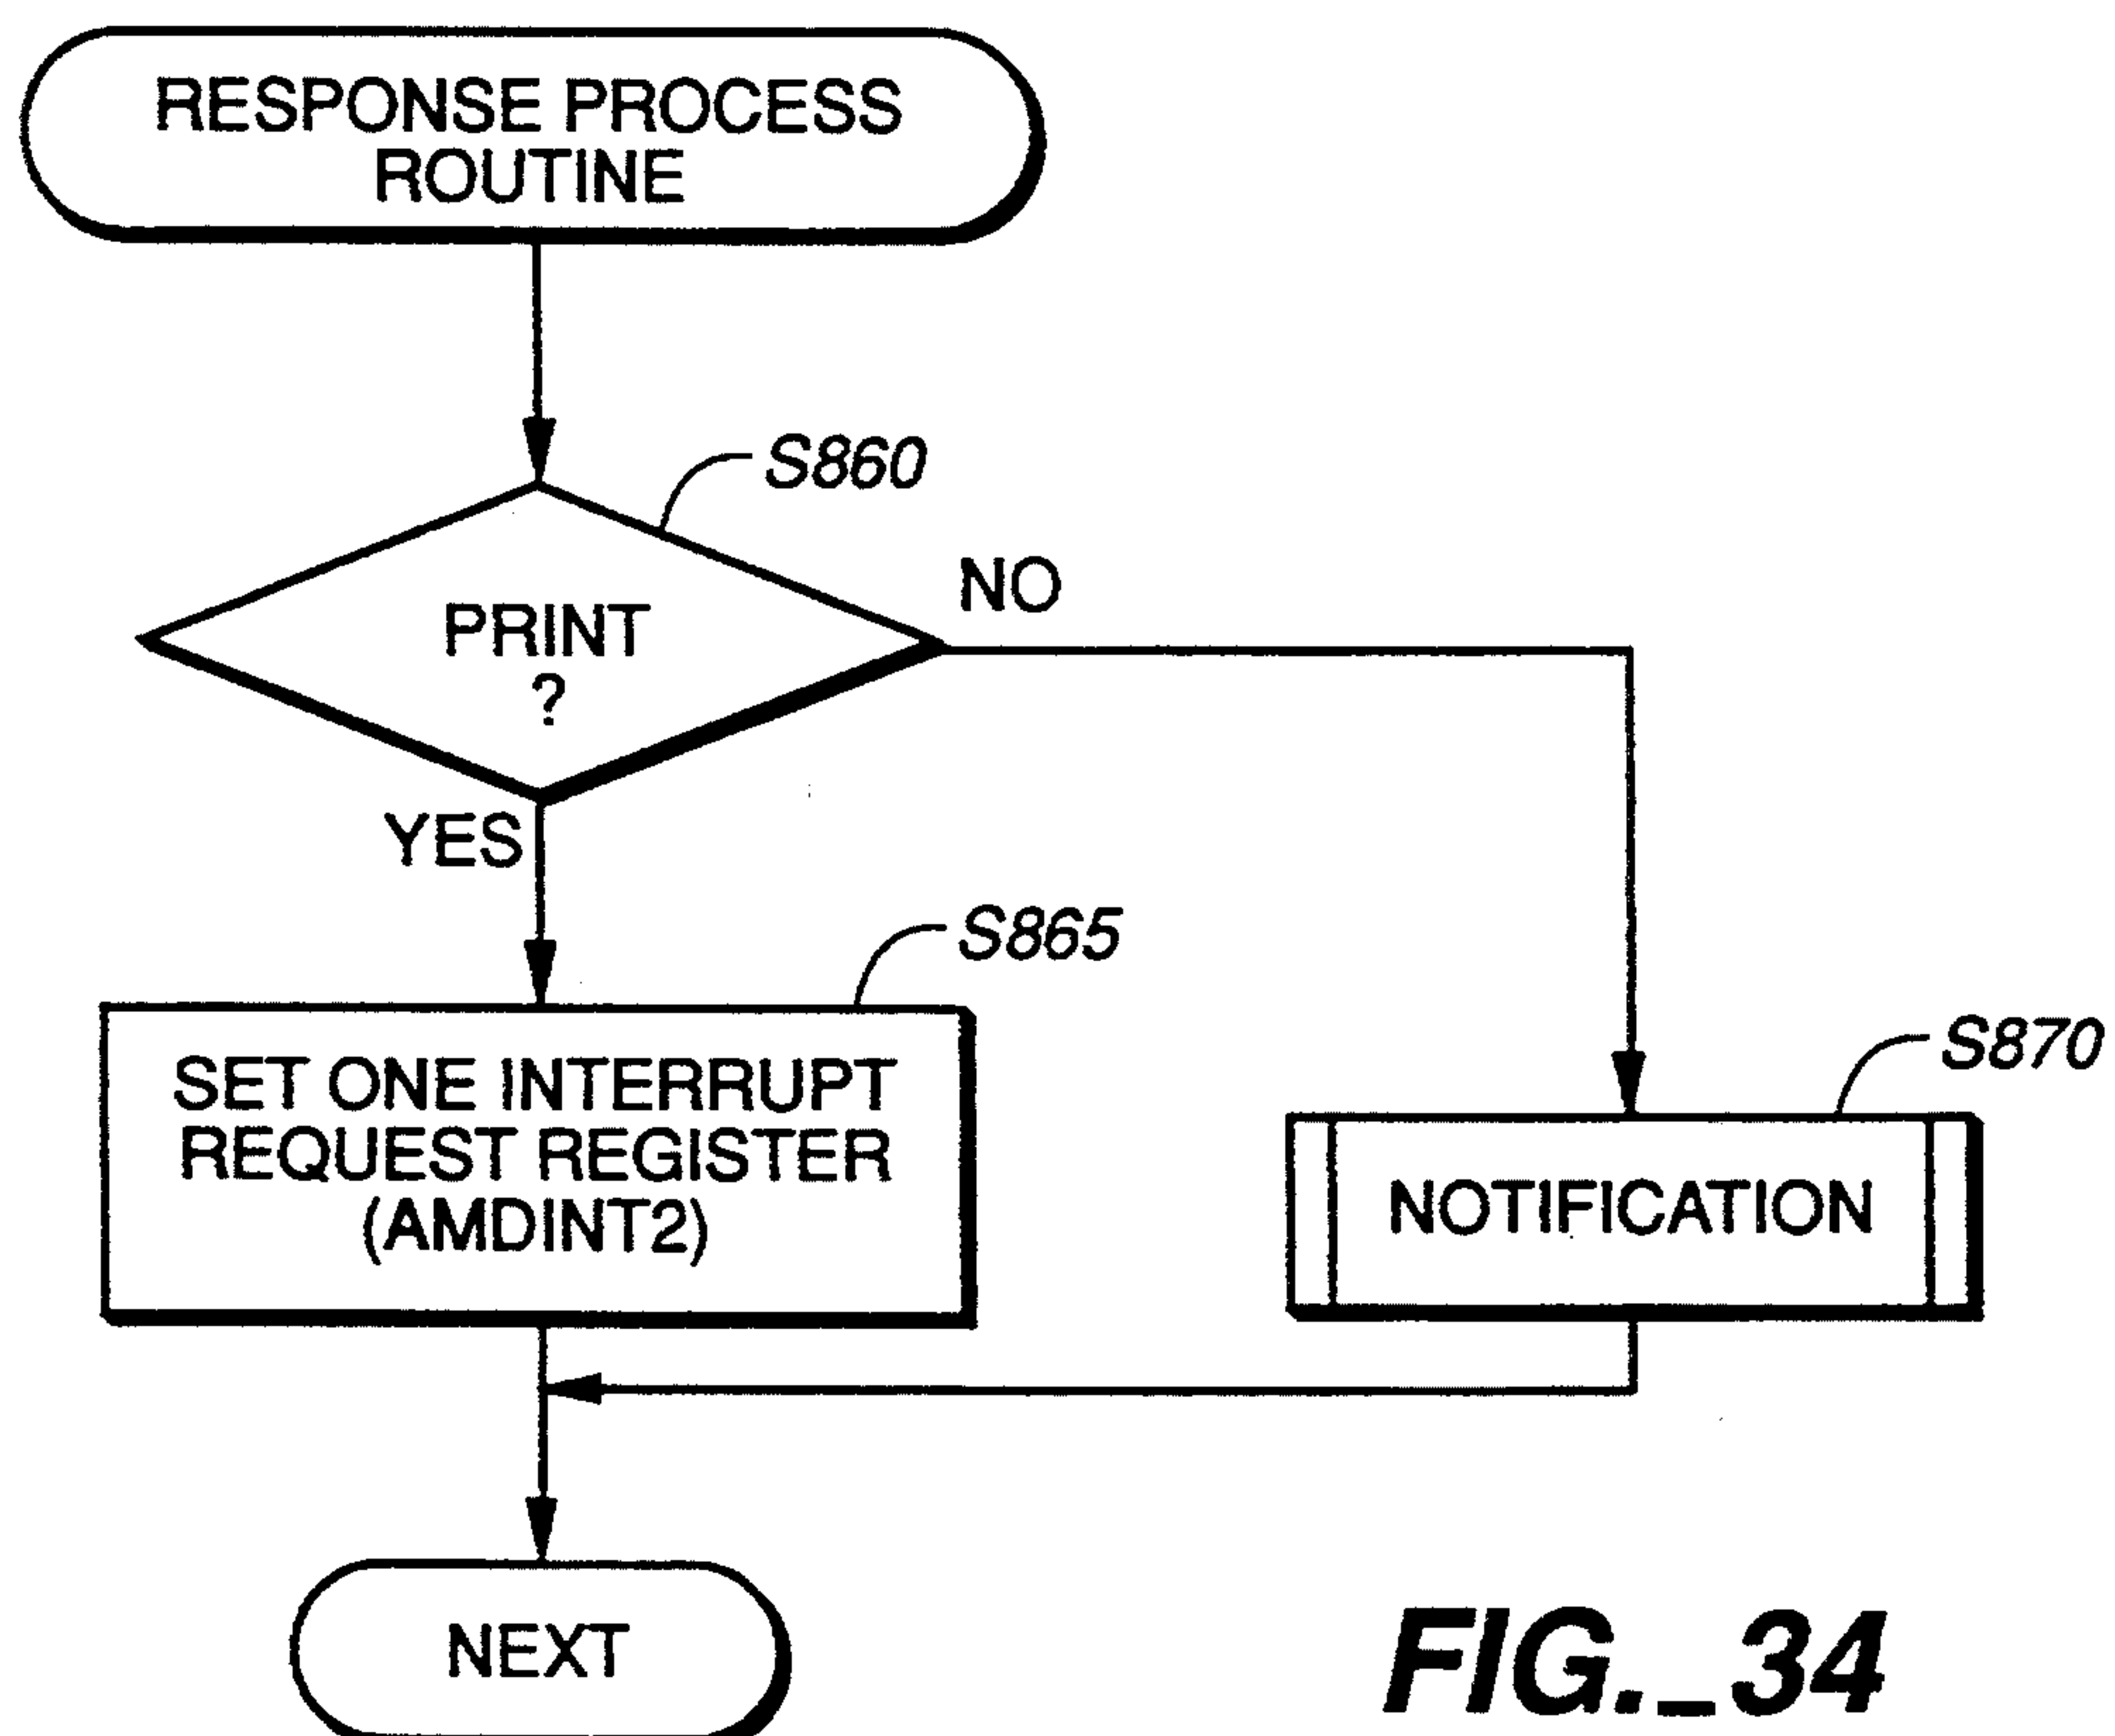 RESPONSE PROCESS
ROUTINE
S860
NO
PRINT
?
YES
S865
SET ONE INTERRUPT
REQUEST REGISTER
(AMDINT2)
S870
NOTIFICATION
NEXT
FIG._34